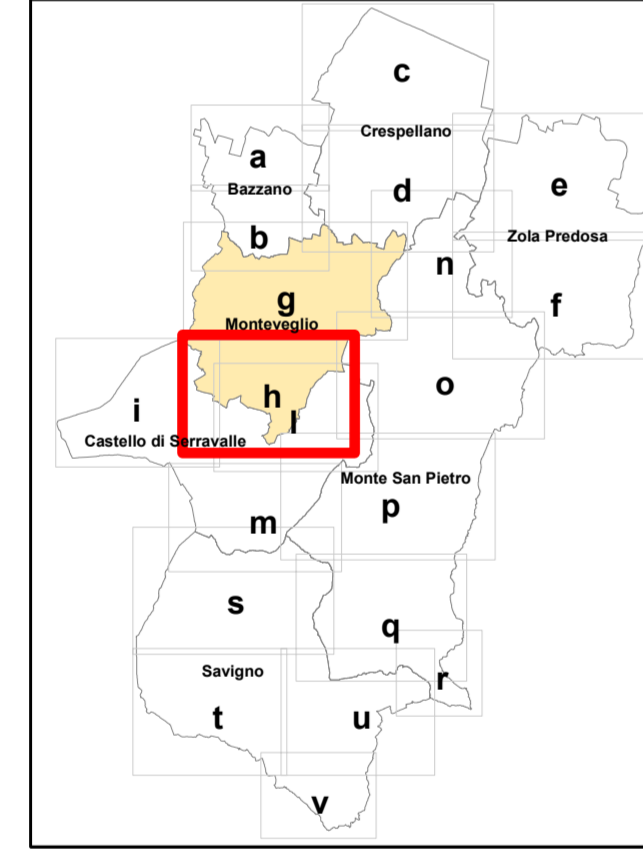 c
Crespellano
a
e
Bazzano
d
b
Zola Predosa
n
g
f
Monteveglio
o
h
i
l
Castello di Serravalle
Monte San Pietro
p
m
s
q
Savigno
r
t
u
v